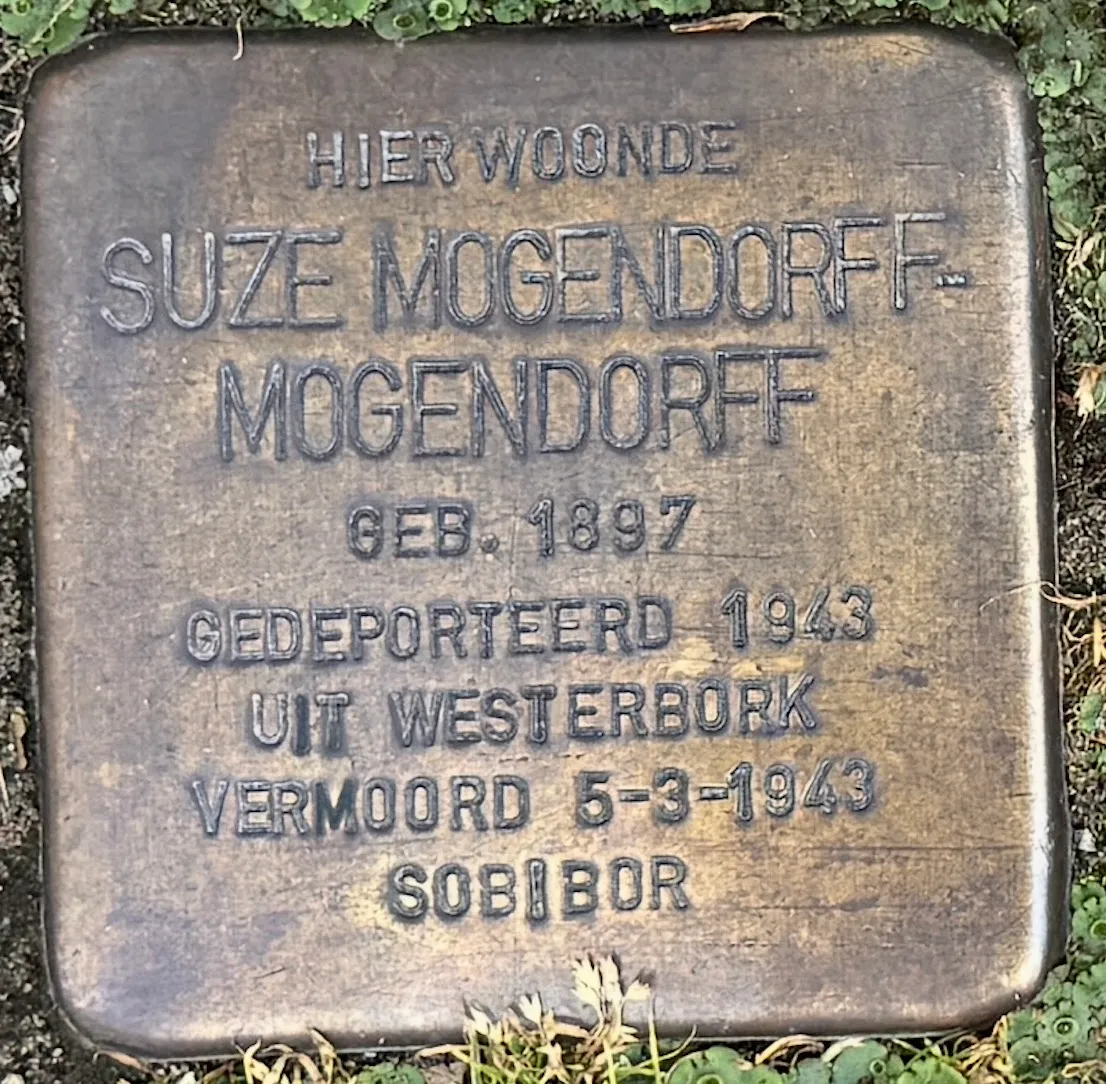 HIER WOONDE
SUZE MOGENDORFF-
MOGENDORFF
GEB. 1897
GEDEPORTEERD 1943
UIT WESTERBORK
VERMOORD 5-3-1943
SOBIBOR